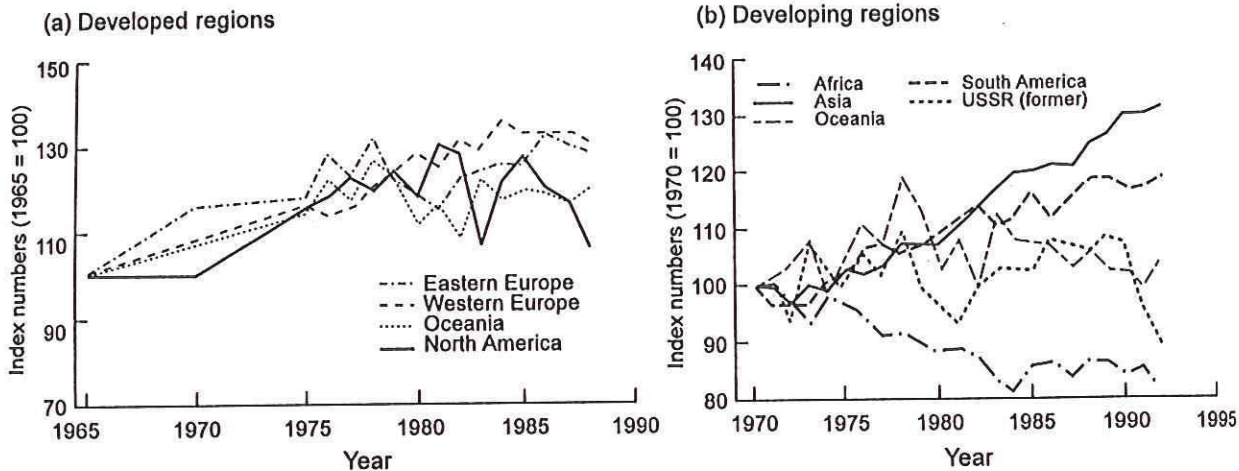 (a) Developed regions
Index numbers (1965 = 100)
150
130
110
90
70
1965
1970
1975
1980
1985
1990
Year
Eastern Europe
Western Europe
Oceania
North America
(b) Developing regions
Index numbers (1970 = 100)
140
130
120
110
100
90
80
1970
1975
1980
1985
1990
1995
Year
Africa
Asia
Oceania
South America
USSR (former)